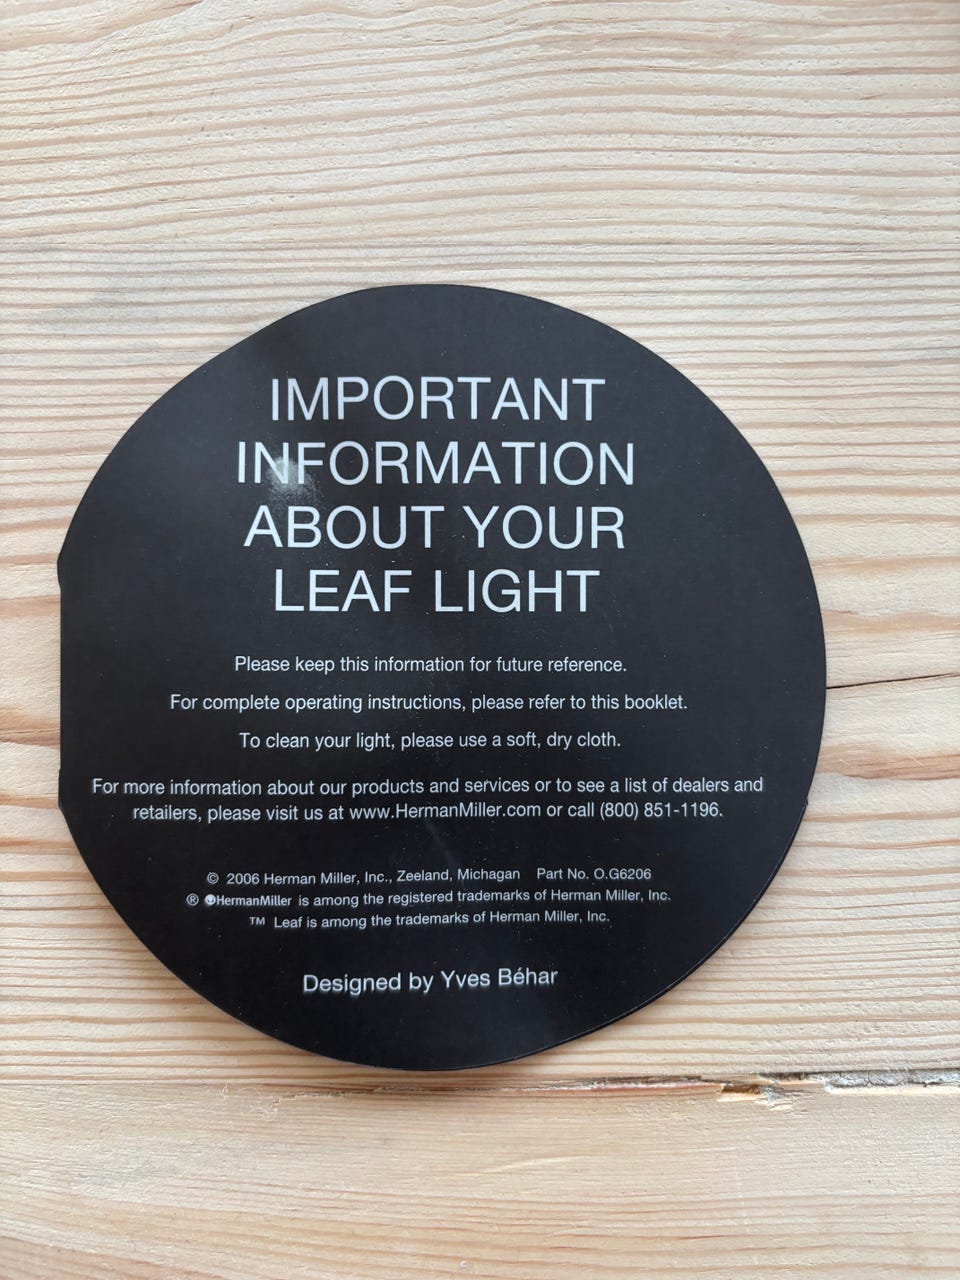 IMPORTANT
INFORMATION
ABOUT YOUR
LEAF LIGHT
Please keep this information for future reference.
For complete operating instructions, please refer to this booklet.
To clean your light, please use a soft, dry cloth.
For more information about our products and services or to see a list of dealers and
retailers, please visit us at www.HermanMiller.com or call (800) 851-1196.
© 2006 Herman Miller, Inc., Zeeland, Michagan Part No. O.G6206
® HermanMiller is among the registered trademarks of Herman Miller, Inc.
™ Leaf is among the trademarks of Herman Miller, Inc.
Designed by Yves Béhar